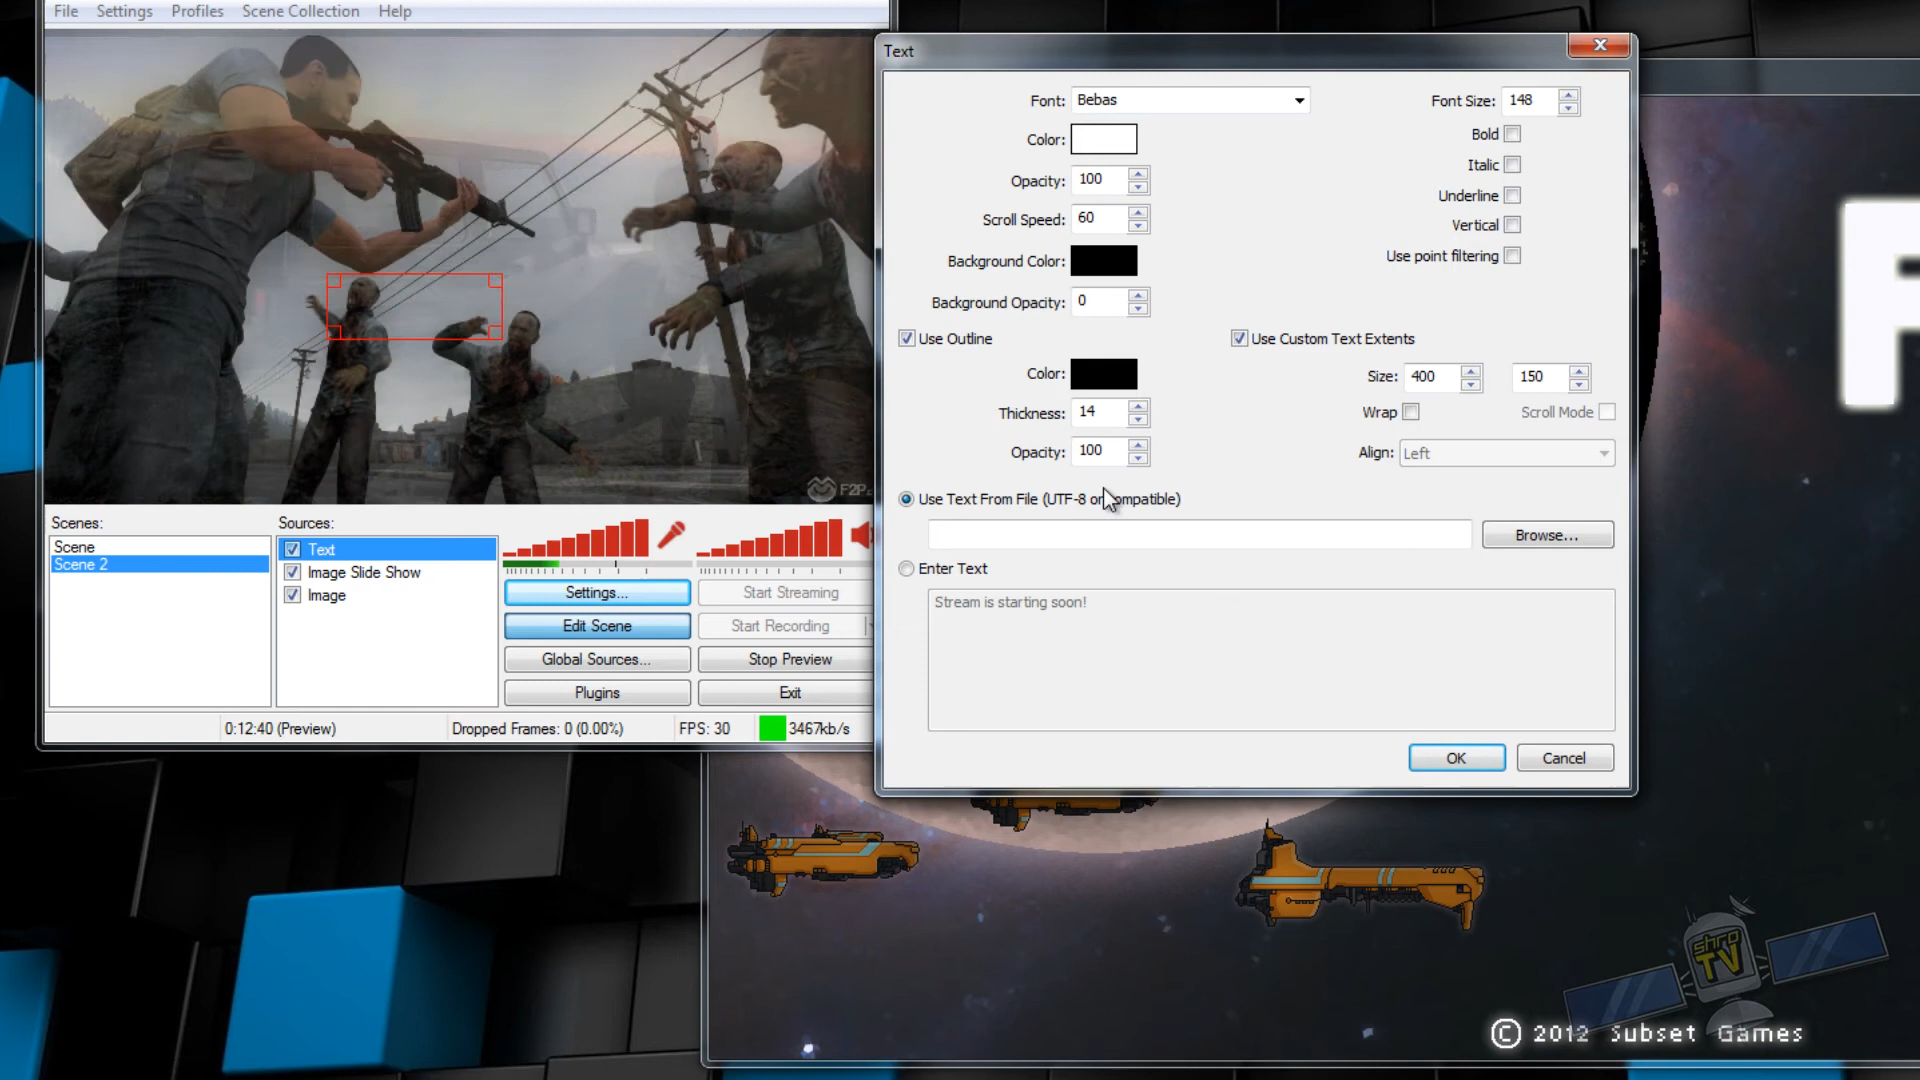 File Settings Profiles Scene Collection Help
Text
Font: Bebas Font Size: 148
Color: Bold
Italic
Opacity: 100
Underline
Scroll Speed: 60
Vertical
Background Color: Use point filtering
Background Opacity: 0
Use Outline Use Custom Text Extents
Color: Size: 400 150
Thickness: 14 Wrap Scroll Mode
Opacity: 100 Align: Left
Use Text From File (UTF-8 or compatible)
Browse...
Enter Text
Stream is starting soon!
OK Cancel
F2P
Scenes: Sources:
Scene Text
Scene 2 Image Slide Show
Image
Settings... Start Streaming
Edit Scene Start Recording
Global Sources... Stop Preview
Plugins Exit
0:12:40 (Preview) Dropped Frames: 0 (0.00%) FPS: 30 3467kb/s
F
shro
TV
© 2012 Subset Games